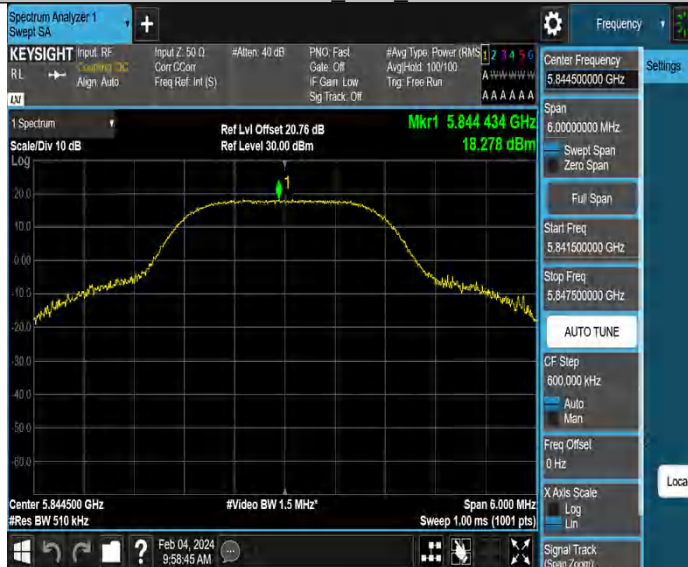 Spectrum Analyzer 1
Swept SA
+
Frequency
KEYSIGHT
RL
Input: RF
Coupling: DC
Align: Auto
Input Z: 50 Ω
Corr CCorr
Freq Ref: Int (S)
#Atten: 40 dB
PNO: Fast
Gate: Off
IF Gain: Low
Sig Track: Off
#Avg Type: Power (RMS
Avg|Hold: 100/100
Trig: Free Run
1 2 3 4 5 6
A W W W W W
A A A A A A
LXI
1 Spectrum
Scale/Div 10 dB
Log
Ref Lvl Offset 20.76 dB
Ref Level 30.00 dBm
Mkr1 5.844 434 GHz
18.278 dBm
1
20.0
10.0
0.00
-10.0
-20.0
-30.0
-40.0
-50.0
-60.0
Center 5.844500 GHz
#Res BW 510 kHz
#Video BW 1.5 MHz*
Span 6.000 MHz
Sweep 1.00 ms (1001 pts)
?
Feb 04, 2024
9:58:45 AM
Center Frequency
5.844500000 GHz
Settings
Span
6.00000000 MHz
Swept Span
Zero Span
Full Span
Start Freq
5.841500000 GHz
Stop Freq
5.847500000 GHz
AUTO TUNE
CF Step
600.000 kHz
Auto
Man
Freq Offset
0 Hz
X Axis Scale
Log
Lin
Loca
Signal Track
(Span Zoom)